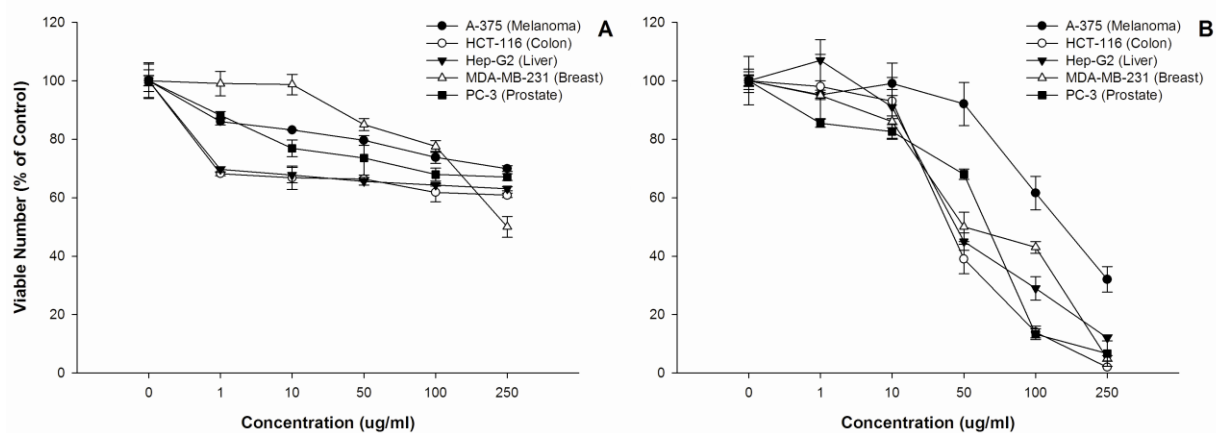 A
A-375 (Melanoma)
HCT-116 (Colon)
Hep-G2 (Liver)
MDA-MB-231 (Breast)
PC-3 (Prostate)
Viable Number (% of Control)
120
100
80
60
40
20
0
0 1 10 50 100 250
Concentration (ug/ml)
B
A-375 (Melanoma)
HCT-116 (Colon)
Hep-G2 (Liver)
MDA-MB-231 (Breast)
PC-3 (Prostate)
120
100
80
60
40
20
0
0 1 10 50 100 250
Concentration (ug/ml)